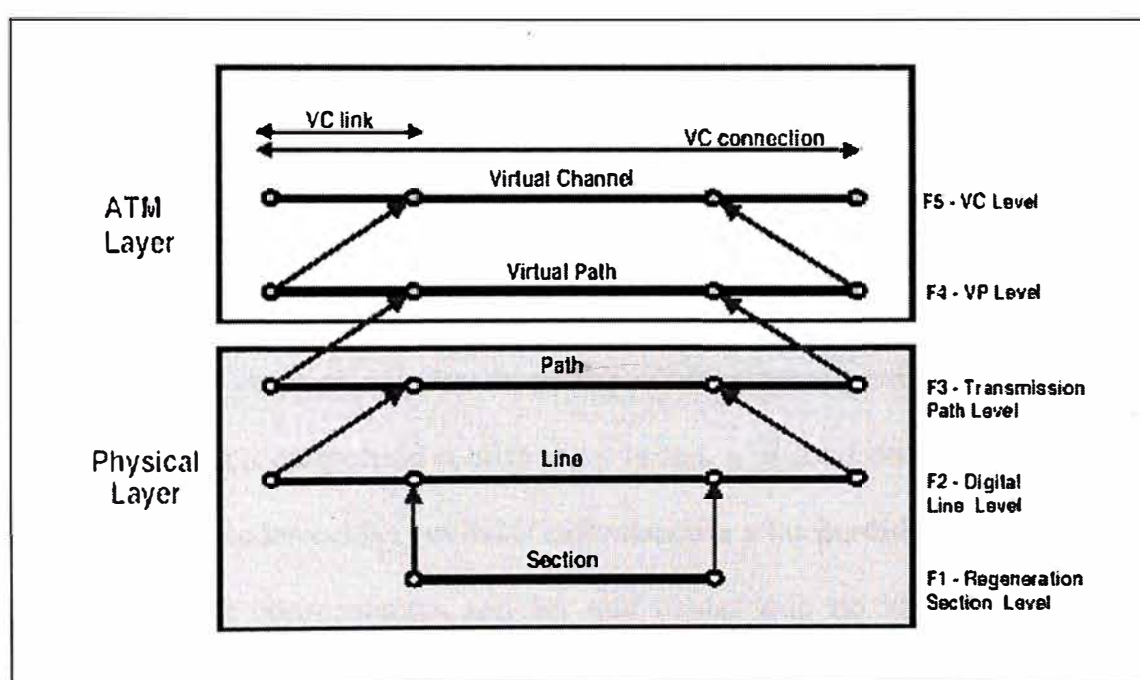 VC link
VC connection
Virtual Channel
ATM
Layer
F5 - VC Level
Virtual Path
F4 - VP Level
Path
F3 - Transmission
Path Level
Physical
Layer
Line
F2 - Digital
Line Level
Section
F1 - Regeneration
Section Level